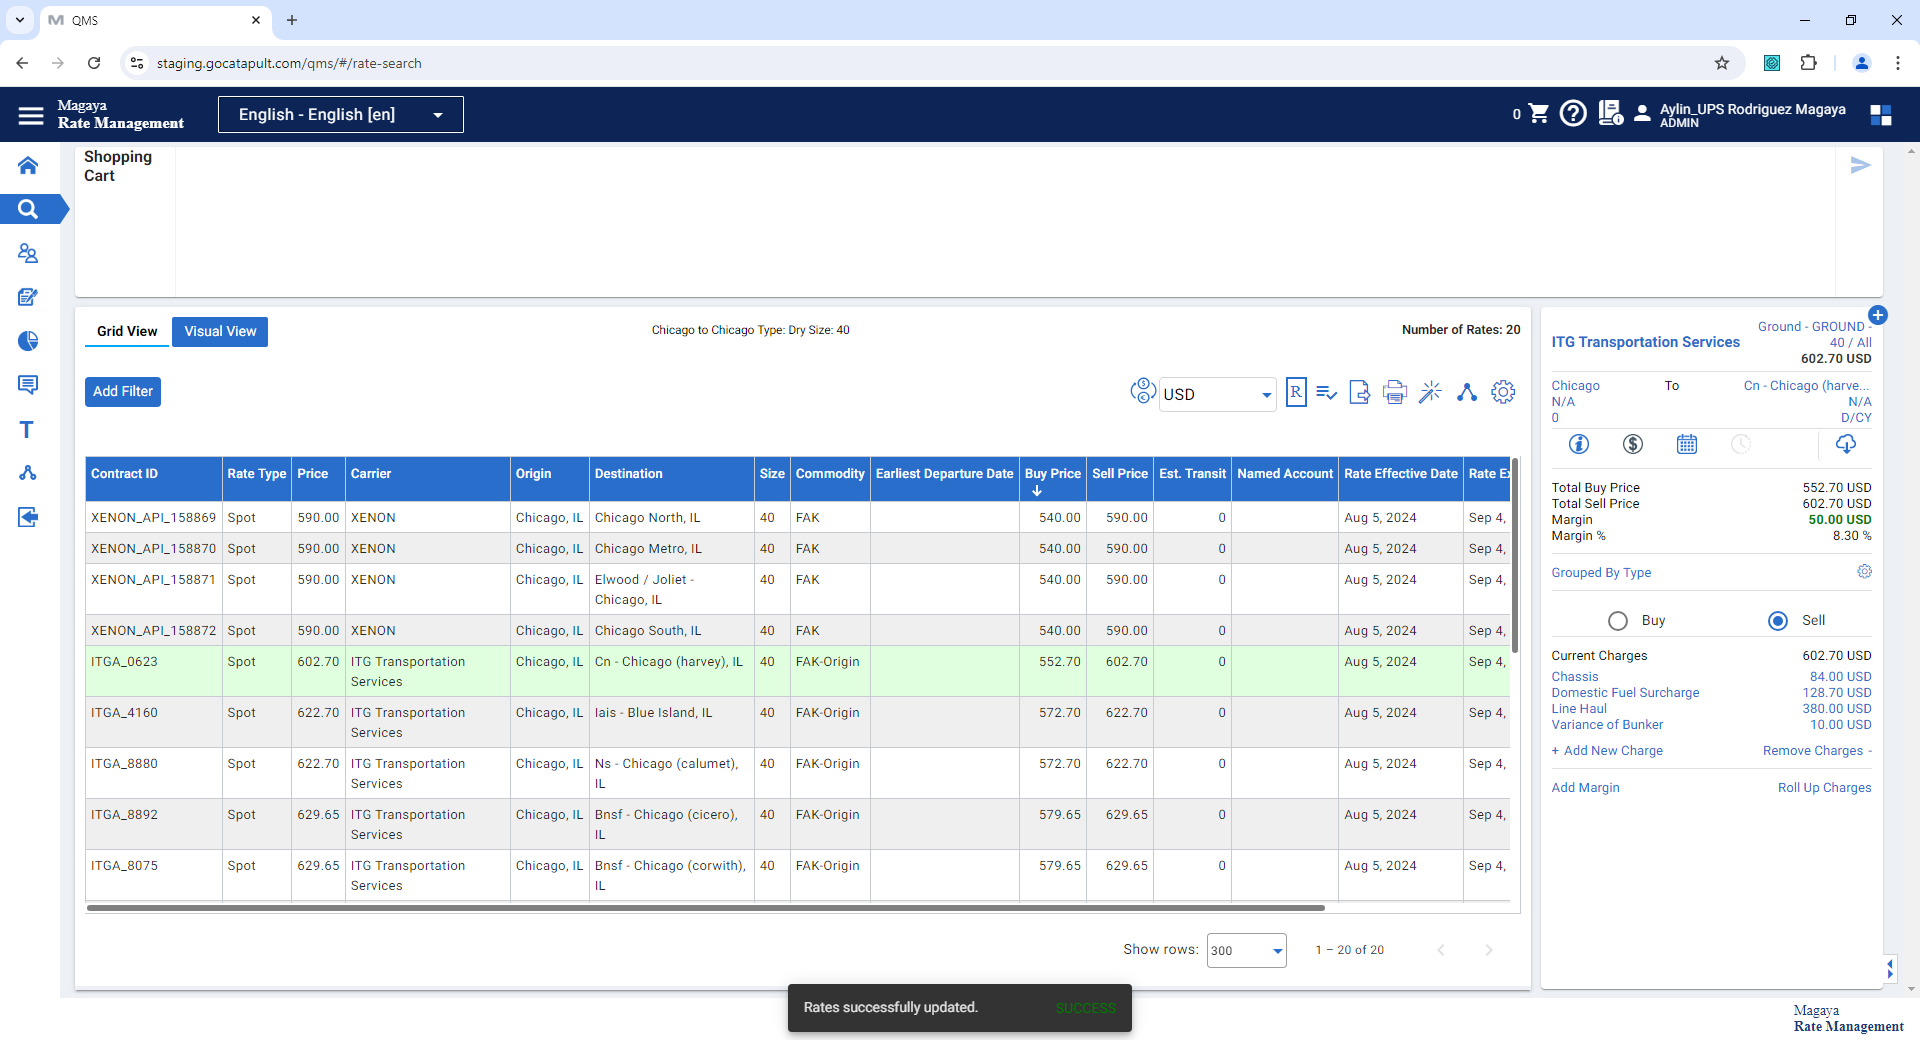 QMS
staging.gocatapult.com/qms/#/rate-search
Magaya
Rate Management
English - English [en]
0
Aylin_UPS Rodriguez Magaya
ADMIN
Shopping
Cart
Grid View
Visual View
Chicago to Chicago Type: Dry Size: 40
Number of Rates: 20
Add Filter
USD
R
Contract ID Rate Type Price Carrier Origin Destination Size Commodity Earliest Departure Date Buy Price Sell Price Est. Transit Named Account Rate Effective Date Rate Ex
XENON_API_158869 Spot 590.00 XENON Chicago, IL Chicago North, IL 40 FAK 540.00 590.00 0 Aug 5, 2024 Sep 4,
XENON_API_158870 Spot 590.00 XENON Chicago, IL Chicago Metro, IL 40 FAK 540.00 590.00 0 Aug 5, 2024 Sep 4,
XENON_API_158871 Spot 590.00 XENON Chicago, IL Elwood / Joliet - 40 FAK 540.00 590.00 0 Aug 5, 2024 Sep 4,
Chicago, IL
XENON_API_158872 Spot 590.00 XENON Chicago, IL Chicago South, IL 40 FAK 540.00 590.00 0 Aug 5, 2024 Sep 4,
ITGA_0623 Spot 602.70 ITG Transportation Chicago, IL Cn - Chicago (harvey), IL 40 FAK-Origin 552.70 602.70 0 Aug 5, 2024 Sep 4,
Services
ITGA_4160 Spot 622.70 ITG Transportation Chicago, IL Iais - Blue Island, IL 40 FAK-Origin 572.70 622.70 0 Aug 5, 2024 Sep 4,
Services
ITGA_8880 Spot 622.70 ITG Transportation Chicago, IL Ns - Chicago (calumet), 40 FAK-Origin 572.70 622.70 0 Aug 5, 2024 Sep 4,
Services IL
ITGA_8892 Spot 629.65 ITG Transportation Chicago, IL Bnsf - Chicago (cicero), 40 FAK-Origin 579.65 629.65 0 Aug 5, 2024 Sep 4,
Services IL
ITGA_8075 Spot 629.65 ITG Transportation Chicago, IL Bnsf - Chicago (corwith), 40 FAK-Origin 579.65 629.65 0 Aug 5, 2024 Sep 4,
Services IL
Show rows: 300 1 – 20 of 20
Ground - GROUND -
ITG Transportation Services 40 / All
602.70 USD
Chicago To Cn - Chicago (harve...
N/A N/A
0 D/CY
Total Buy Price 552.70 USD
Total Sell Price 602.70 USD
Margin 50.00 USD
Margin % 8.30 %
Grouped By Type
Buy Sell
Current Charges 602.70 USD
Chassis 84.00 USD
Domestic Fuel Surcharge 128.70 USD
Line Haul 380.00 USD
Variance of Bunker 10.00 USD
+ Add New Charge Remove Charges -
Add Margin Roll Up Charges
Rates successfully updated. SUCCESS
Magaya
Rate Management